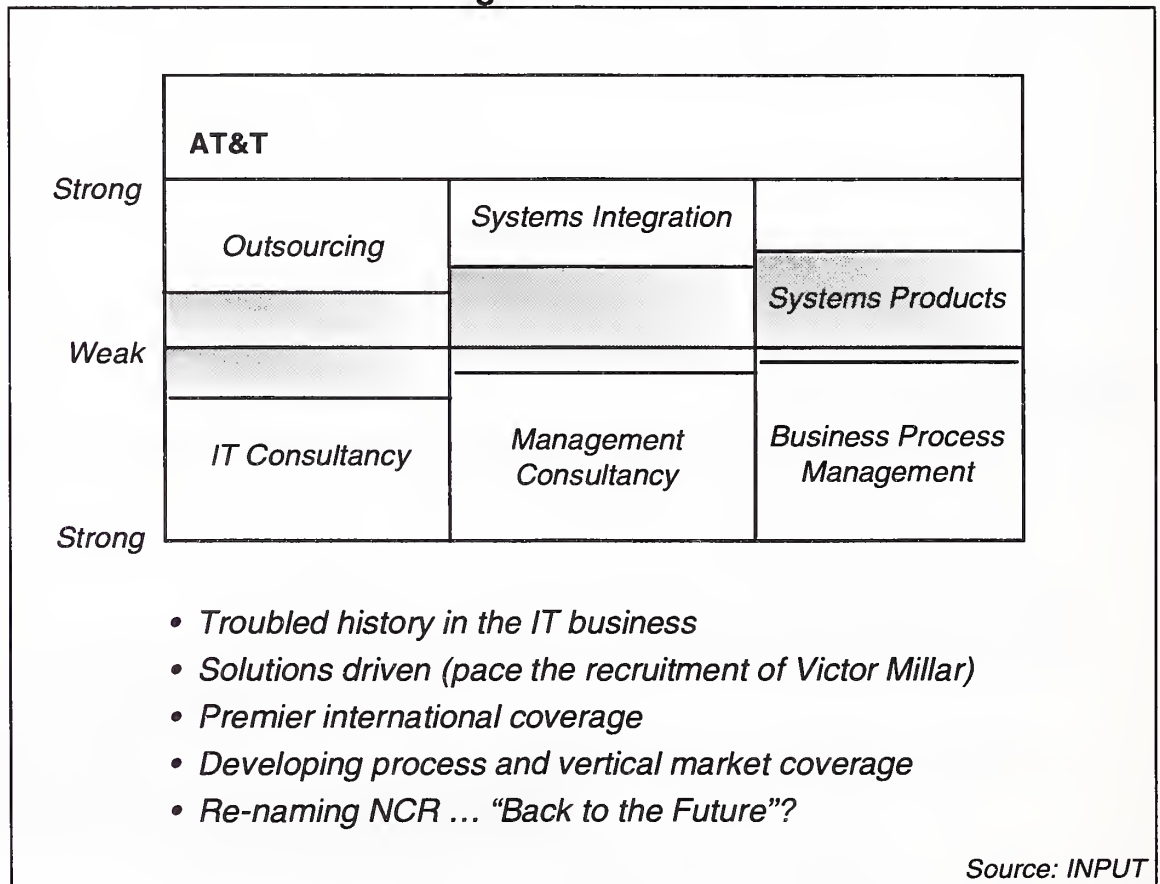 AT&T
Strong
Systems Integration
Outsourcing
Systems Products
Weak
IT Consultancy
Management
Consultancy
Business Process
Management
Strong
• Troubled history in the IT business
• Solutions driven (pace the recruitment of Victor Millar)
• Premier international coverage
• Developing process and vertical market coverage
• Re-naming NCR ... “Back to the Future”?
Source: INPUT